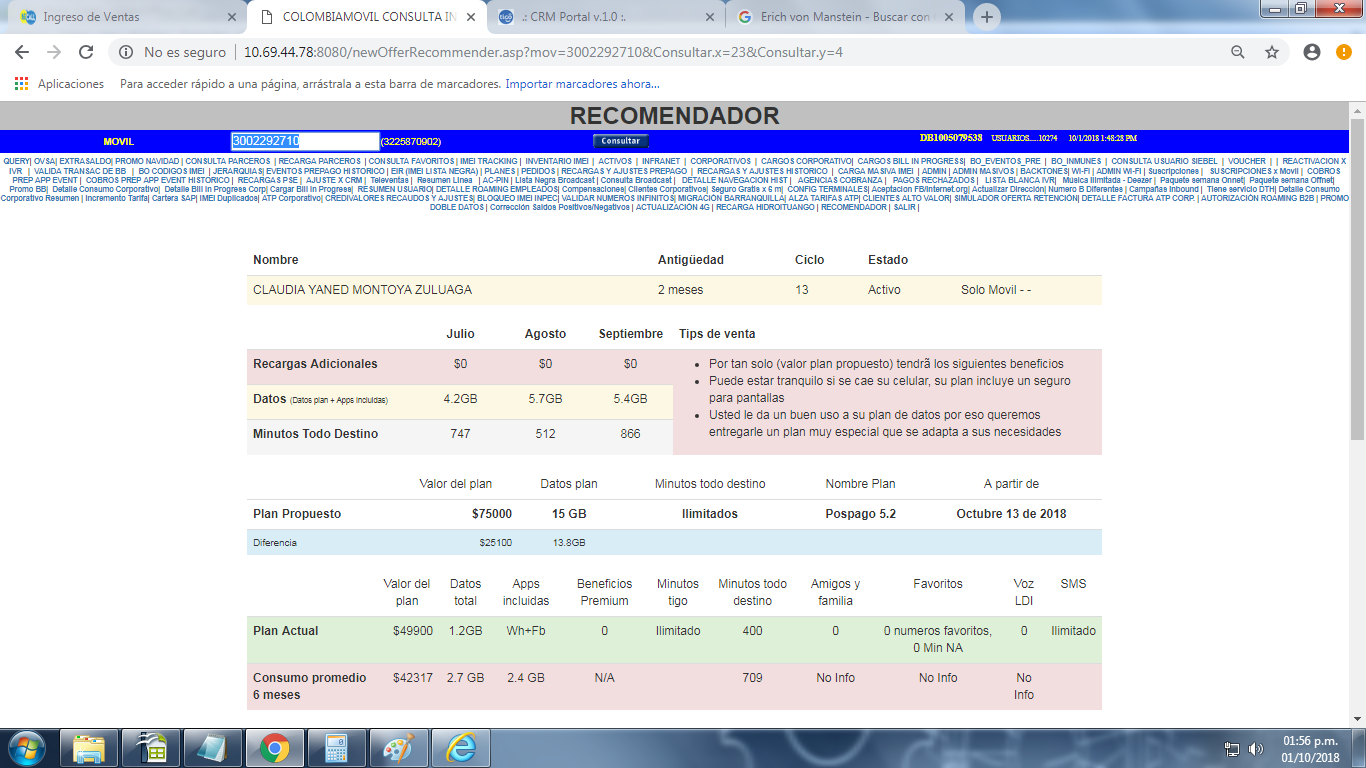 Ingreso de Ventas
COLOMBIAMOVIL CONSULTA IN
.: CRM Portal v.1.0 :.
Erich von Manstein - Buscar con
No es seguro | 10.69.44.78:8080/newOfferRecommender.asp?mov=3002292710&Consultar.x=23&Consultar.y=4
Aplicaciones Para acceder rápido a una página, arrástrala a esta barra de marcadores. Importar marcadores ahora...
RECOMENDADOR
MOVIL 3002292710 (3225870902) Consultar DB1005079538 USUARIOS.....10274 10/1/2018 1:48:28 PM
QUERY| OVSA| EXTRASALDO| PROMO NAVIDAD | CONSULTA PARCEROS | RECARGA PARCEROS | CONSULTA FAVORITOS | IMEI TRACKING | INVENTARIO IMEI | ACTIVOS | INFRANET | CORPORATIVOS | CARGOS CORPORATIVO| CARGOS BILL IN PROGRESS| BO_EVENTOS_PRE | BO_INMUNES | CONSULTA USUARIO SIEBEL | VOUCHER | | REACTIVACION X
IVR | VALIDA TRANSAC DE BB | BO CODIGOS IMEI | JERARQUIAS| EVENTOS PREPAGO HISTORICO | EIR (IMEI LISTA NEGRA) | PLANES | PEDIDOS | RECARGAS Y AJUSTES PREPAGO | RECARGAS Y AJUSTES HISTORICO | CARGA MASIVA IMEI | ADMIN | ADMIN MASIVOS | BACKTONES| WI-FI | ADMIN WI-FI | Suscripciones | SUSCRIPCIONES x Movil | COBROS
PREP APP EVENT | COBROS PREP APP EVENT HISTORICO | RECARGAS PSE | AJUSTE X CRM | Televentas | Resumen Linea | AC-PIN | Lista Negra Broadcast | Consulta Broadcast | DETALLE NAVEGACION HIST | AGENCIAS COBRANZA | PAGOS RECHAZADOS | LISTA BLANCA IVR| Música Ilimitada - Deezer | Paquete semana Onnet| Paquete semana Offnet|
Promo BB| Detalle Consumo Corporativo| Detalle Bill In Progress Corp| Cargar Bill In Progress| RESUMEN USUARIO| DETALLE ROAMING EMPLEADOS| Compensaciones| Clientes Corporativos| Seguro Gratis x 6 m| CONFIG TERMINALES| Aceptacion FB/Internet.org| Actualizar Dirección| Numero B Diferentes | Campañas Inbound | Tiene servicio DTH| Detalle Consumo
Corporativo Resumen | Incremento Tarifa| Cartera SAP| IMEI Duplicados| ATP Corporativo| CREDIVALORES RECAUDOS Y AJUSTES| BLOQUEO IMEI INPEC| VALIDAR NUMEROS INFINITOS| MIGRACIÓN BARRANQUILLA| ALZA TARIFAS ATP| CLIENTES ALTO VALOR| SIMULADOR OFERTA RETENCIÓN| DETALLE FACTURA ATP CORP. | AUTORIZACIÓN ROAMING B2B | PROMO
DOBLE DATOS | Corrección Saldos Positivos/Negativos | ACTUALIZACIÓN 4G | RECARGA HIDROITUANGO | RECOMENDADOR | SALIR |
Nombre Antigüedad Ciclo Estado
CLAUDIA YANED MONTOYA ZULUAGA 2 meses 13 Activo Solo Movil - -
Julio Agosto Septiembre Tips de venta
Recargas Adicionales $0 $0 $0
Datos (Datos plan + Apps incluidas) 4.2GB 5.7GB 5.4GB
Minutos Todo Destino 747 512 866
• Por tan solo (valor plan propuesto) tendrã los siguientes beneficios
• Puede estar tranquilo si se cae su celular, su plan incluye un seguro
para pantallas
• Usted le da un buen uso a su plan de datos por eso queremos
entregarle un plan muy especial que se adapta a sus necesidades
Valor del plan Datos plan Minutos todo destino Nombre Plan A partir de
Plan Propuesto $75000 15 GB Ilimitados Pospago 5.2 Octubre 13 de 2018
Diferencia $25100 13.8GB
Valor del plan Datos total Apps incluidas Beneficios Premium Minutos tigo Minutos todo destino Amigos y familia Favoritos Voz LDI SMS
Plan Actual $49900 1.2GB Wh+Fb 0 Ilimitado 400 0 0 numeros favoritos, 0 Min NA 0 Ilimitado
Consumo promedio 6 meses $42317 2.7 GB 2.4 GB N/A 709 No Info No Info No Info
01:56 p.m.
01/10/2018